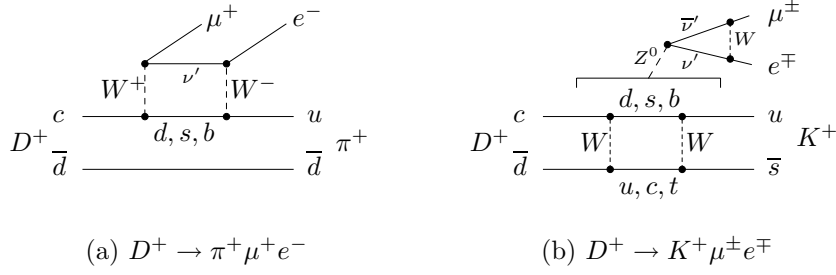 μ⁺
e⁻
ν′
W⁺
W⁻
c
d, s, b
u
D⁺
π⁺
d̅
d̅
(a) D⁺ → π⁺μ⁺e⁻
μ^±
ν̅′
W
Z⁰
ν′
e^∓
d, s, b
c
u
D⁺
W
W
K⁺
d̅
s̅
u, c, t
(b) D⁺ → K⁺μ^±e^∓